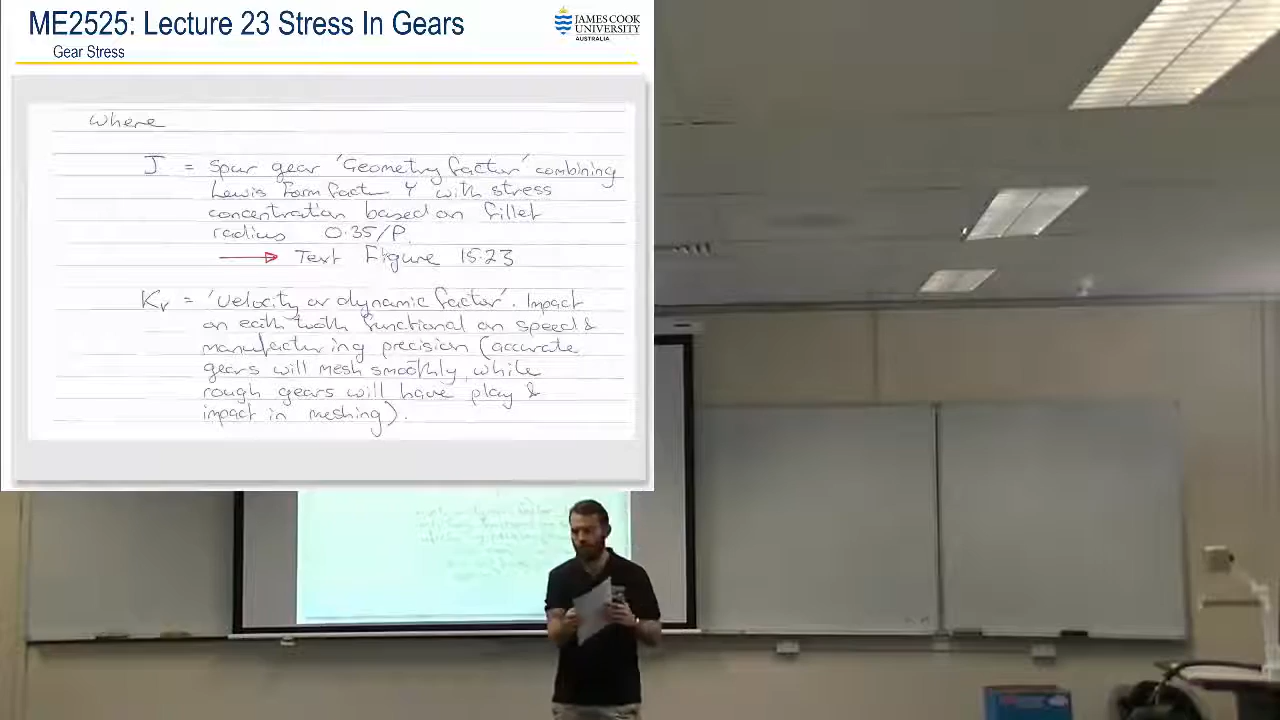 ME2525: Lecture 23 Stress In Gears
Gear Stress
JAMES COOK
UNIVERSITY
AUSTRALIA
where
J = Spur gear 'Geometry factor' combining
Lewis Form factor Y with stress
concentration based on fillet
radius 0.35/P.
→ Text Figure 15.23
Kv = 'Velocity or dynamic factor'. Impact
on each tooth functional on speed &
manufacturing precision (accurate
gears will mesh smoothly, while
rough gears will have play &
impact in meshing).